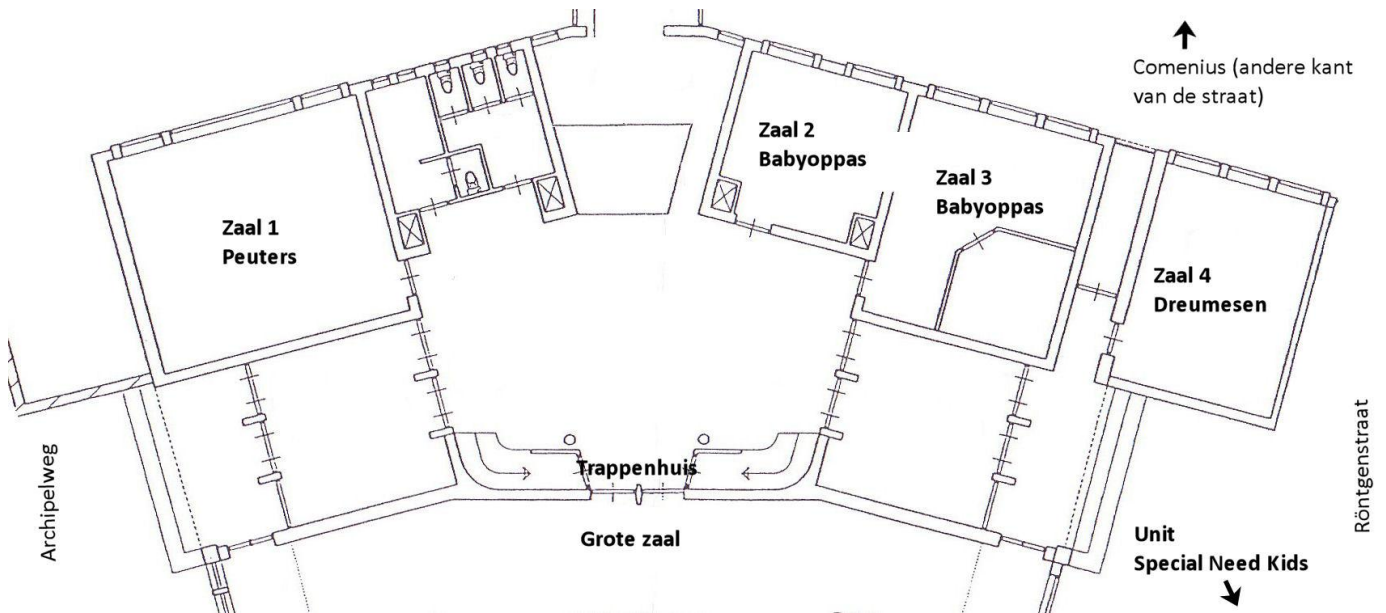 Comenius (andere kant
van de straat)
Zaal 2
Babyoppas
Zaal 3
Babyoppas
Zaal 1
Peuters
Zaal 4
Dreumesen
Archipelweg
Trappenhuis
Röntgenstraat
Grote zaal
Unit
Special Need Kids